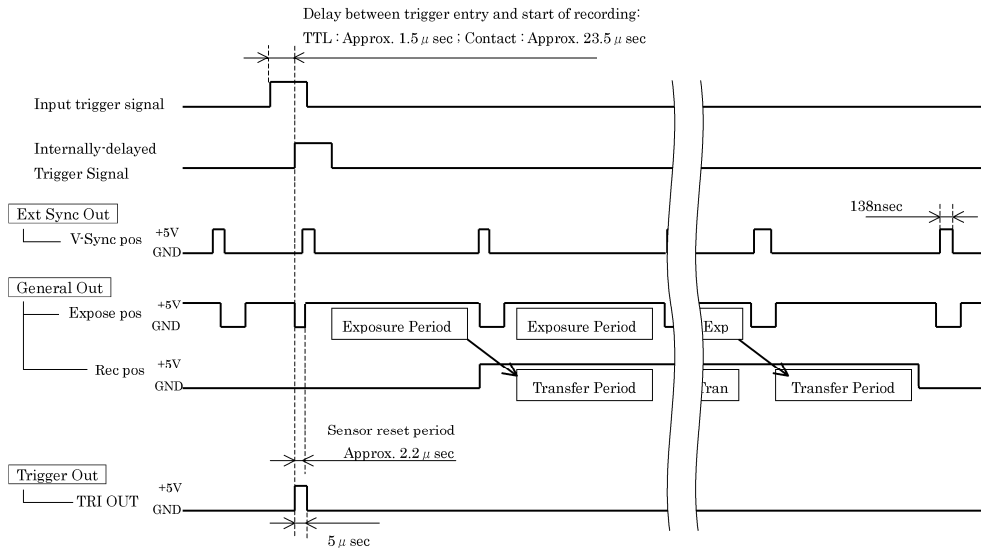 Delay between trigger entry and start of recording:
TTL : Approx. 1.5 μ sec ; Contact : Approx. 23.5 μ sec
Input trigger signal
Internally-delayed
Trigger Signal
Ext Sync Out
138nsec
V-Sync pos
+5V
GND
General Out
Expose pos
+5V
GND
Exposure Period
Exposure Period
Exp
Rec pos
+5V
GND
Transfer Period
Tran
Transfer Period
Sensor reset period
Approx. 2.2 μ sec
Trigger Out
TRI OUT
+5V
GND
5 μ sec